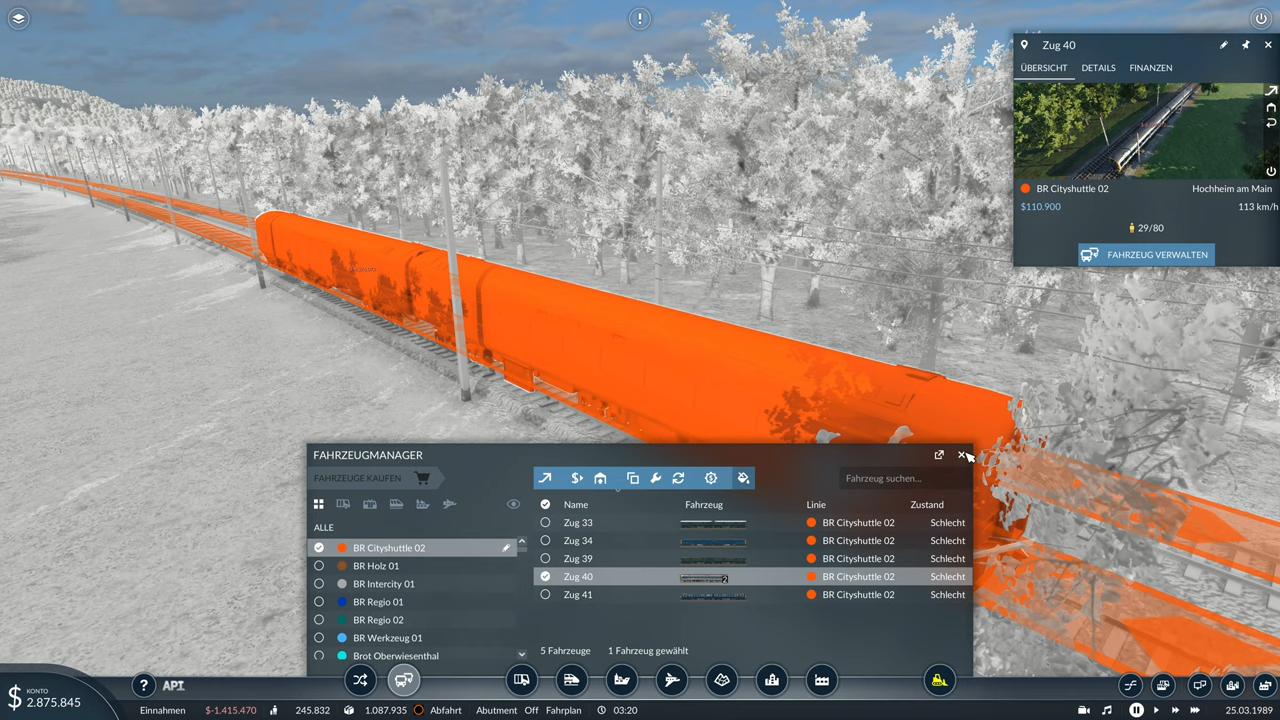 Zug 40
ÜBERSICHT DETAILS FINANZEN
BR Cityshuttle 02 Hochheim am Main
$110.900 113 km/h
29/80
FAHRZEUG VERWALTEN
FAHRZEUGMANAGER
FAHRZEUGE KAUFEN
Fahrzeug suchen...
Name Fahrzeug Linie Zustand
ALLE
Zug 33 BR Cityshuttle 02 Schlecht
Zug 34 BR Cityshuttle 02 Schlecht
BR Cityshuttle 02
Zug 39 BR Cityshuttle 02 Schlecht
BR Holz 01
Zug 40 2 BR Cityshuttle 02 Schlecht
BR Intercity 01
Zug 41 BR Cityshuttle 02 Schlecht
BR Regio 01
BR Regio 02
BR Werkzeug 01
Brot Oberwiesenthal
5 Fahrzeuge 1 Fahrzeug gewählt
? API
$ KONTO
2.875.845
Einnahmen $-1.415.470 245.832 1.087.935 Abfahrt Abutment Off Fahrplan 03:20 25.03.1989